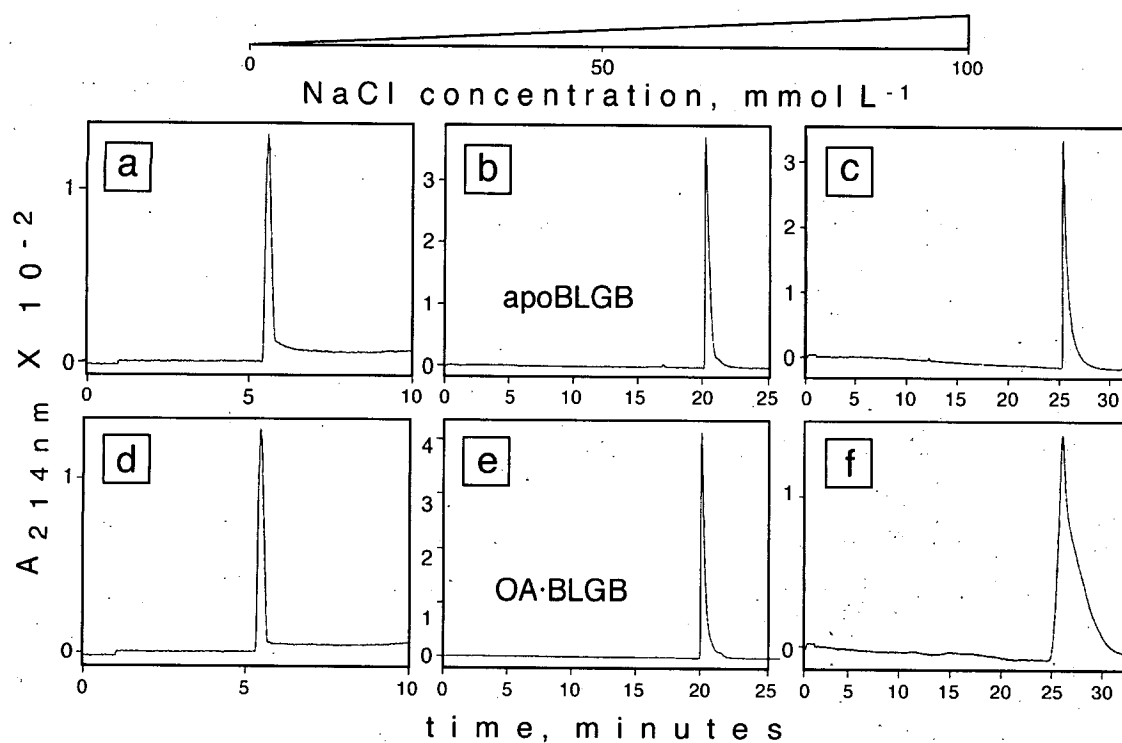 0 50 100
NaCl concentration, mmol L-1
a b c
1 0
3 2 1 0
3 2 1 0
apoBLGB
0 5 10
0 5 10 15 20 25
0 5 10 15 20 25 30
A214nm X 10-2
d e f
1 0
4 4 3 2 1 0
1 0
OA·BLGB
0 5 10
0 5 10 15 20 25
0 5 10 15 20 25 30
time, minutes